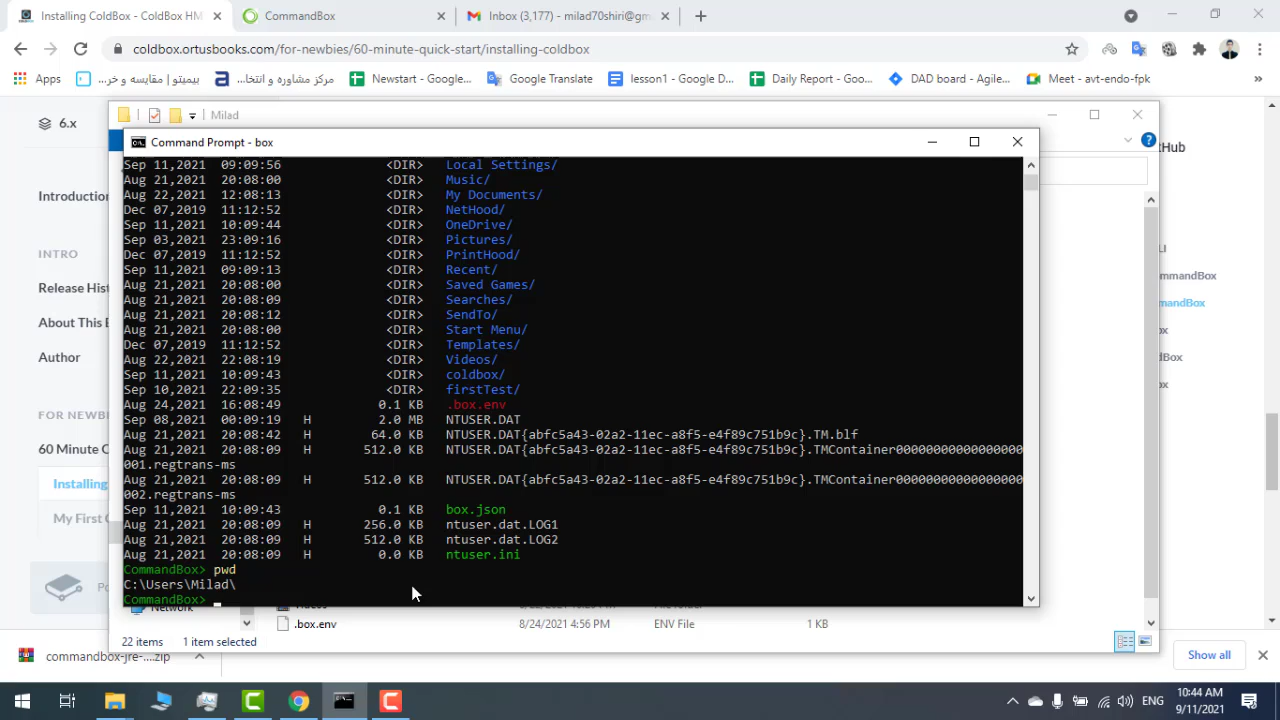 Installing ColdBox - ColdBox HM
CommandBox
Inbox (3,177) - milad70shiri@gm
coldbox.ortusbooks.com/for-newbies/60-minute-quick-start/installing-coldbox
Apps
بیمیتو | مقایسه و خر...
مرکز مشاوره و انتخا...
Newstart - Google...
Google Translate
lesson1 - Google D...
Daily Report - Goo...
DAD board - Agile...
Meet - avt-endo-fpk
6.x
Milad
Hub
Command Prompt - box
Sep 11,2021 09:09:56 <DIR> Local Settings/
Aug 21,2021 20:08:00 <DIR> Music/
Aug 22,2021 12:08:13 <DIR> My Documents/
Dec 07,2019 11:12:52 <DIR> NetHood/
Sep 11,2021 10:09:44 <DIR> OneDrive/
Sep 03,2021 23:09:16 <DIR> Pictures/
Dec 07,2019 11:12:52 <DIR> PrintHood/
Sep 11,2021 09:09:13 <DIR> Recent/
Aug 21,2021 20:08:00 <DIR> Saved Games/
Aug 21,2021 20:08:09 <DIR> Searches/
Aug 21,2021 20:08:12 <DIR> SendTo/
Aug 21,2021 20:08:00 <DIR> Start Menu/
Dec 07,2019 11:12:52 <DIR> Templates/
Aug 22,2021 22:08:19 <DIR> Videos/
Sep 11,2021 10:09:43 <DIR> coldbox/
Sep 10,2021 22:09:35 <DIR> firstTest/
Aug 24,2021 16:08:49 0.1 KB .box.env
Sep 08,2021 00:09:19 H 2.0 MB NTUSER.DAT
Aug 21,2021 20:08:42 H 64.0 KB NTUSER.DAT{abfc5a43-02a2-11ec-a8f5-e4f89c751b9c}.TM.blf
Aug 21,2021 20:08:09 H 512.0 KB NTUSER.DAT{abfc5a43-02a2-11ec-a8f5-e4f89c751b9c}.TMContainer00000000000000000
001.regtrans-ms
Aug 21,2021 20:08:09 H 512.0 KB NTUSER.DAT{abfc5a43-02a2-11ec-a8f5-e4f89c751b9c}.TMContainer00000000000000000
002.regtrans-ms
Sep 11,2021 10:09:43 0.1 KB box.json
Aug 21,2021 20:08:09 H 256.0 KB ntuser.dat.LOG1
Aug 21,2021 20:08:09 H 512.0 KB ntuser.dat.LOG2
Aug 21,2021 20:08:09 H 0.0 KB ntuser.ini
CommandBox> pwd
C:\Users\Milad\
CommandBox>
Introduction
INTRO
Release Hist
About This B
Author
FOR NEWB
60 Minute Q
Installing
My First C
Po
LI
ommandBox
mandBox
ox
dBox
ox
Network
.box.env 8/24/2021 4:56 PM ENV File 1 KB
22 items 1 item selected
commandbox-jre-....zip
Show all
ENG
10:44 AM
9/11/2021